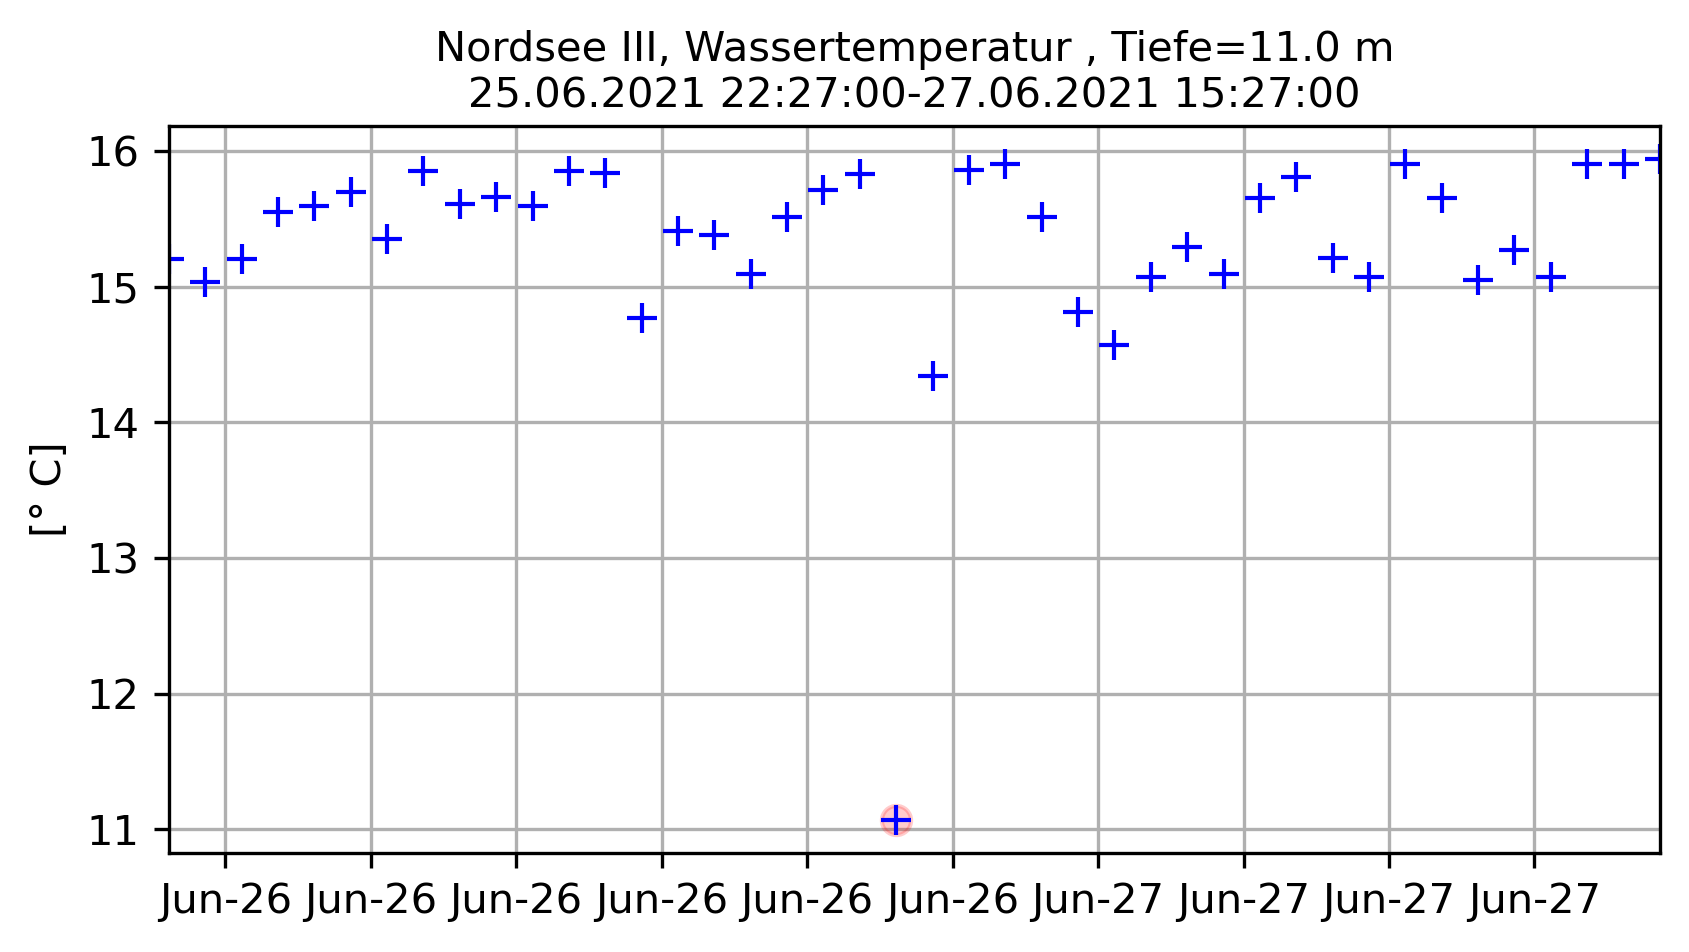 Nordsee III, Wassertemperatur , Tiefe=11.0 m
25.06.2021 22:27:00-27.06.2021 15:27:00
16
15
14
13
12
11
[° C]
Jun-26 Jun-26 Jun-26 Jun-26 Jun-26 Jun-26 Jun-27 Jun-27 Jun-27 Jun-27